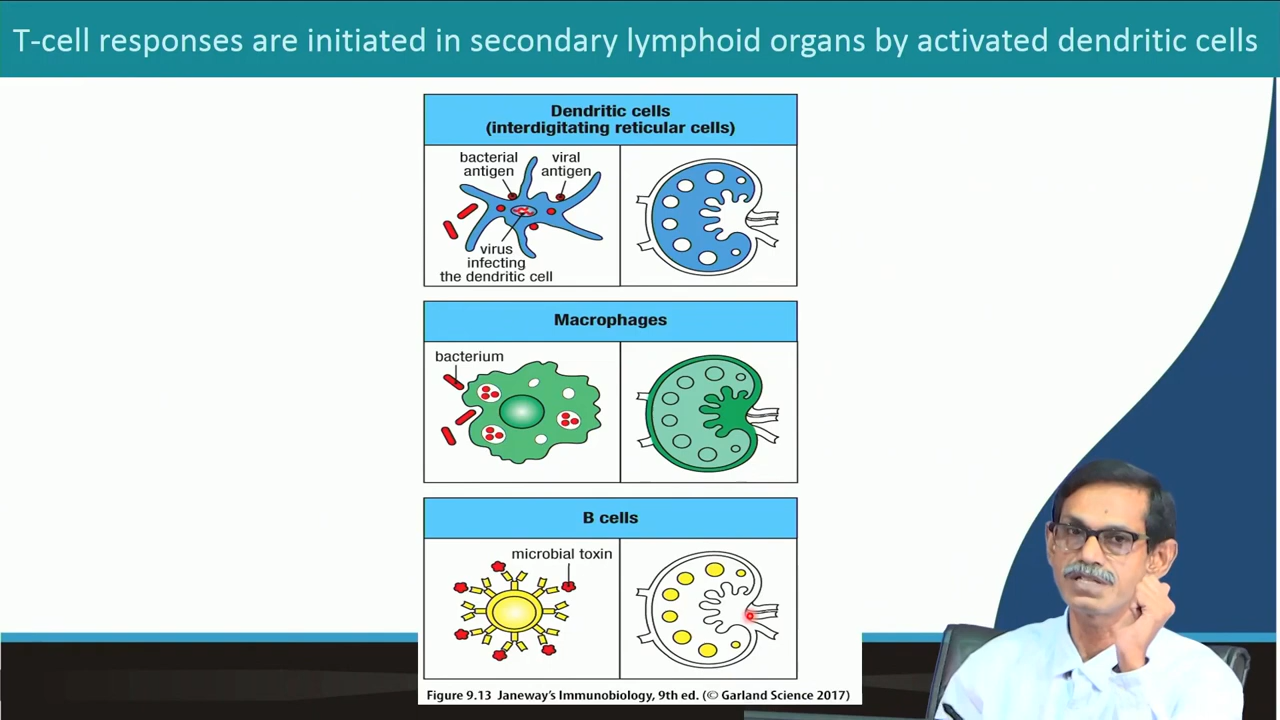 T-cell responses are initiated in secondary lymphoid organs by activated dendritic cells
Dendritic cells
(interdigitating reticular cells)
bacterial
antigen
viral
antigen
virus
infecting
the dendritic cell
Macrophages
bacterium
B cells
microbial toxin
Figure 9.13 Janeway's Immunobiology, 9th ed. (© Garland Science 2017)